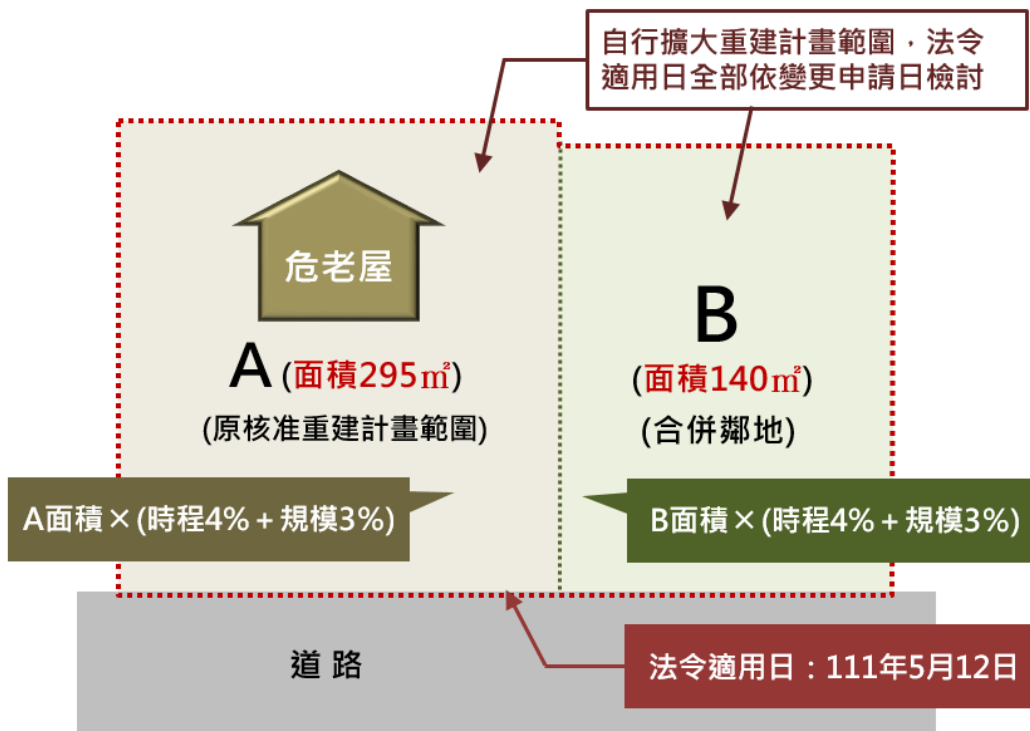 自行擴大重建計畫範圍，法令
適用日全部依變更申請日檢討
危老屋
A (面積295㎡)
(原核准重建計畫範圍)
B
(面積140㎡)
(合併鄰地)
A面積×(時程4%＋規模3%)
B面積×(時程4%＋規模3%)
道路
法令適用日：111年5月12日